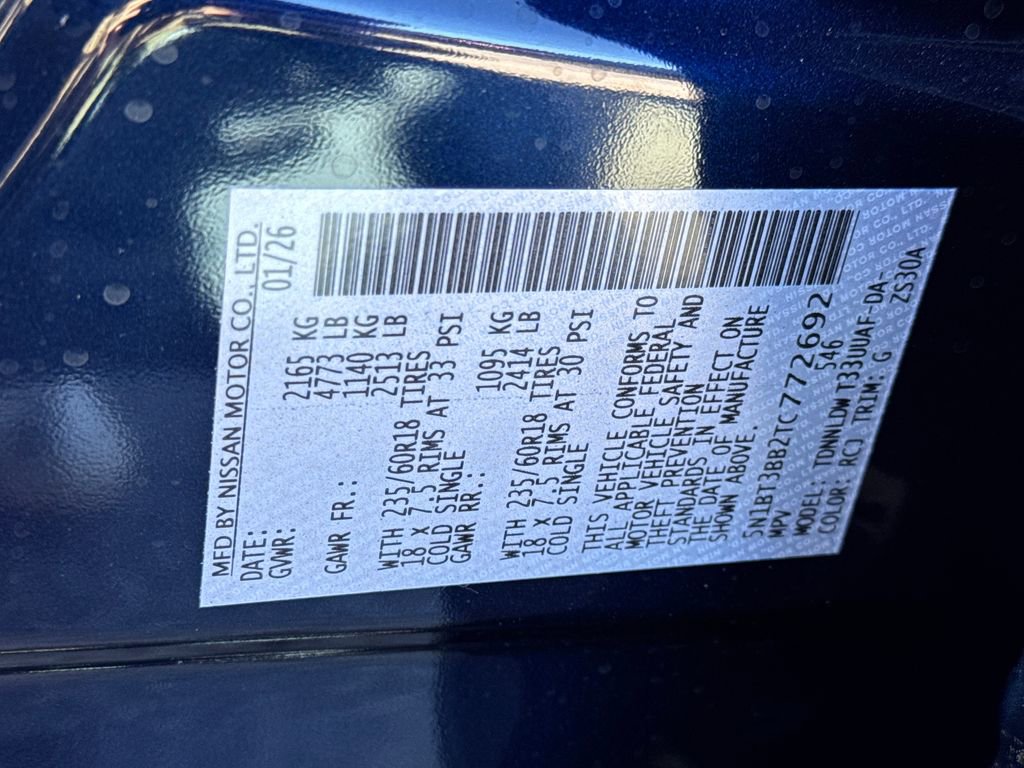 MFD BY NISSAN MOTOR CO., LTD.
DATE: 01/26
GVWR: 2165 KG
4773 LB
GAWR FR.: 1140 KG
2513 LB
WITH 235/60R18 TIRES
18 X 7.5 RIMS AT 33 PSI
COLD SINGLE
GAWR RR.: 1095 KG
2414 LB
WITH 235/60R18 TIRES
18 X 7.5 RIMS AT 30 PSI
COLD SINGLE
THIS VEHICLE CONFORMS TO
ALL APPLICABLE FEDERAL
MOTOR VEHICLE SAFETY AND
THEFT PREVENTION
STANDARDS IN EFFECT ON
THE DATE OF MANUFACTURE
SHOWN ABOVE.
5N1BT3BB2TC772692
MPV 546
MODEL: TDNNLDWT33UUAF-DA-
COLOR: RCJ TRIM: G ZS30A